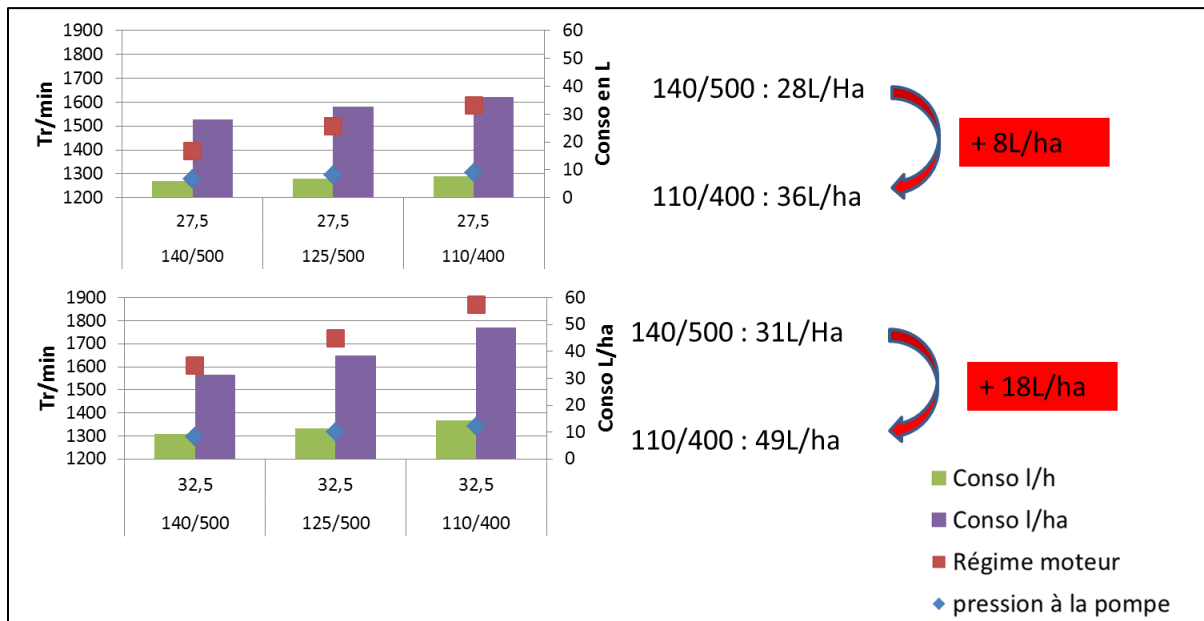 1900
1800
1700
1600
1500
1400
1300
1200
Tr/min
60
50
40
30
20
10
0
Conso en L
27,5 27,5 27,5
140/500 125/500 110/400
140/500 : 28L/Ha
+ 8L/ha
110/400 : 36L/ha
1900
1800
1700
1600
1500
1400
1300
1200
Tr/min
60
50
40
30
20
10
0
Conso L/ha
32,5 32,5 32,5
140/500 125/500 110/400
140/500 : 31L/Ha
+ 18L/ha
110/400 : 49L/ha
Conso l/h
Conso l/ha
Régime moteur
pression à la pompe